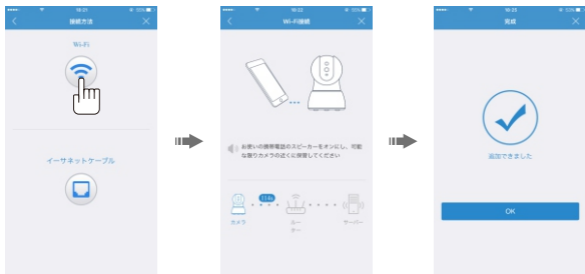 接続方法
Wi-Fi
イーサネットケーブル
Wi-Fi接続
お使いの携帯電話のスピーカーをオンにし、可能
な限りカメラの近くに保管してください
カメラ
ルー
ター
サーバー
完成
追加できました
OK